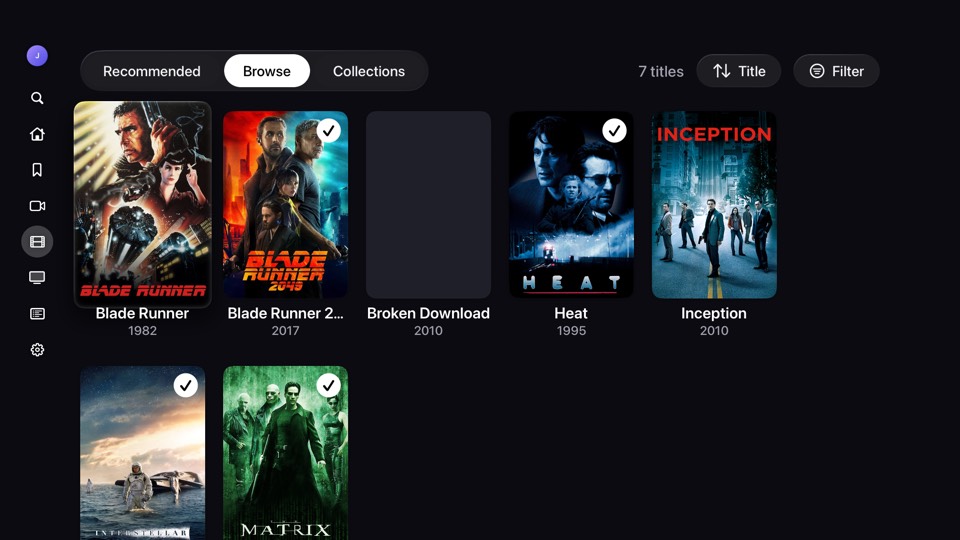 J
Recommended
Browse
Collections
7 titles
Title
Filter
BLADE RUNNER
BLADE
RUNNER
2049
HEAT
INCEPTION
Blade Runner
1982
Blade Runner 2...
2017
Broken Download
2010
Heat
1995
Inception
2010
INTERSTELLAR
MATRIX